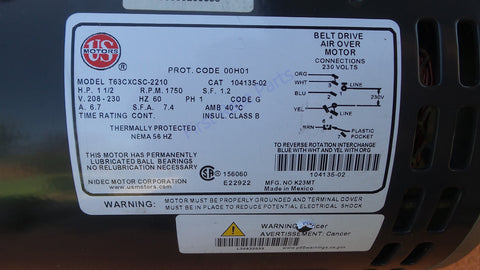 US
MOTORS
PROT. CODE 00H01
MODEL T63CXCSC-2210 CAT 104135-02
H.P. 1 1/2 R.P.M. 1750 S.F. 1.2
V. 208-230 HZ 60 PH 1 CODE G
A. 6.7 S.F.A. 7.4 AMB 40°C
TIME RATING CONT. INSUL. CLASS B
THERMALLY PROTECTED
NEMA 56 HZ
THIS MOTOR HAS PERMANENTLY
LUBRICATED BALL BEARINGS
NO RELUBRICATION NECESSARY
NIDEC MOTOR CORPORATION
www.usmotors.com
156060
E22922
BELT DRIVE
AIR OVER
MOTOR
CONNECTIONS
230 VOLTS
ORG
WHT
BLU 2
LINE
230V
YEL
LINE
BRN
PLASTIC
POCKET
TO REVERSE ROTATION INTERCHANGE
BLUE WITH WHT AND YEL WITH ORG
104135-02
MFG. NO K23MT
Made in Mexico
WARNING: MOTOR MUST BE PROPERLY GROUNDED AND TERMINAL COVER
MUST BE IN PLACE TO REDUCE POTENTIAL ELECTRICAL SHOCK
WARNING:
AVERTISSEMENT: Cancer
www.p65warnings.ca.gov